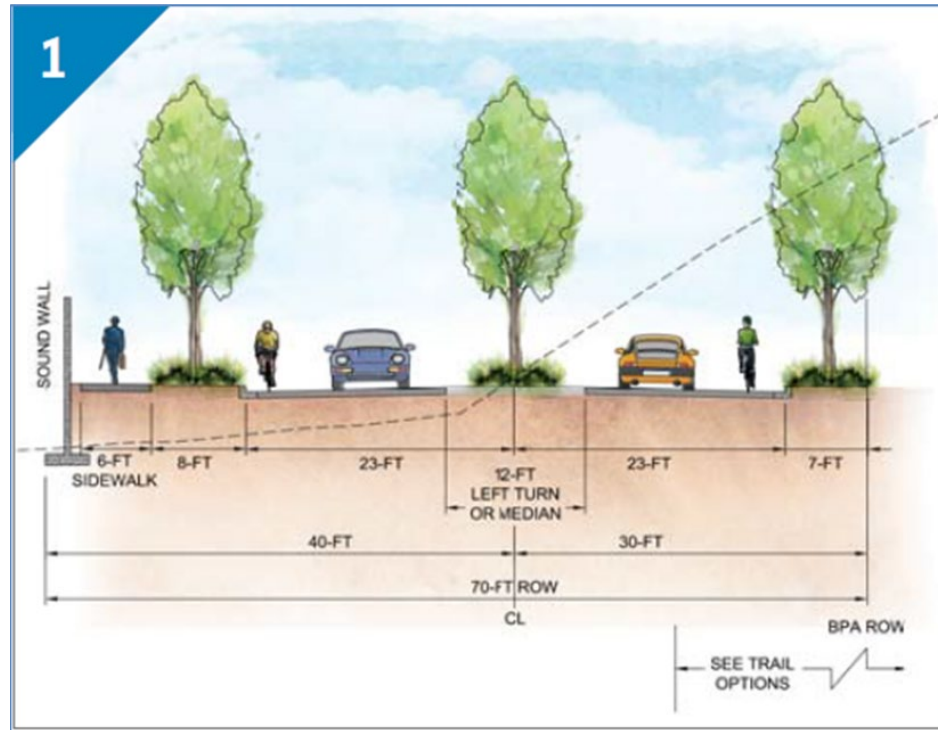 1
SOUND WALL
6-FT
SIDEWALK
8-FT
23-FT
12-FT
LEFT TURN
OR MEDIAN
23-FT
7-FT
40-FT
30-FT
70-FT ROW
CL
BPA ROW
SEE TRAIL
OPTIONS